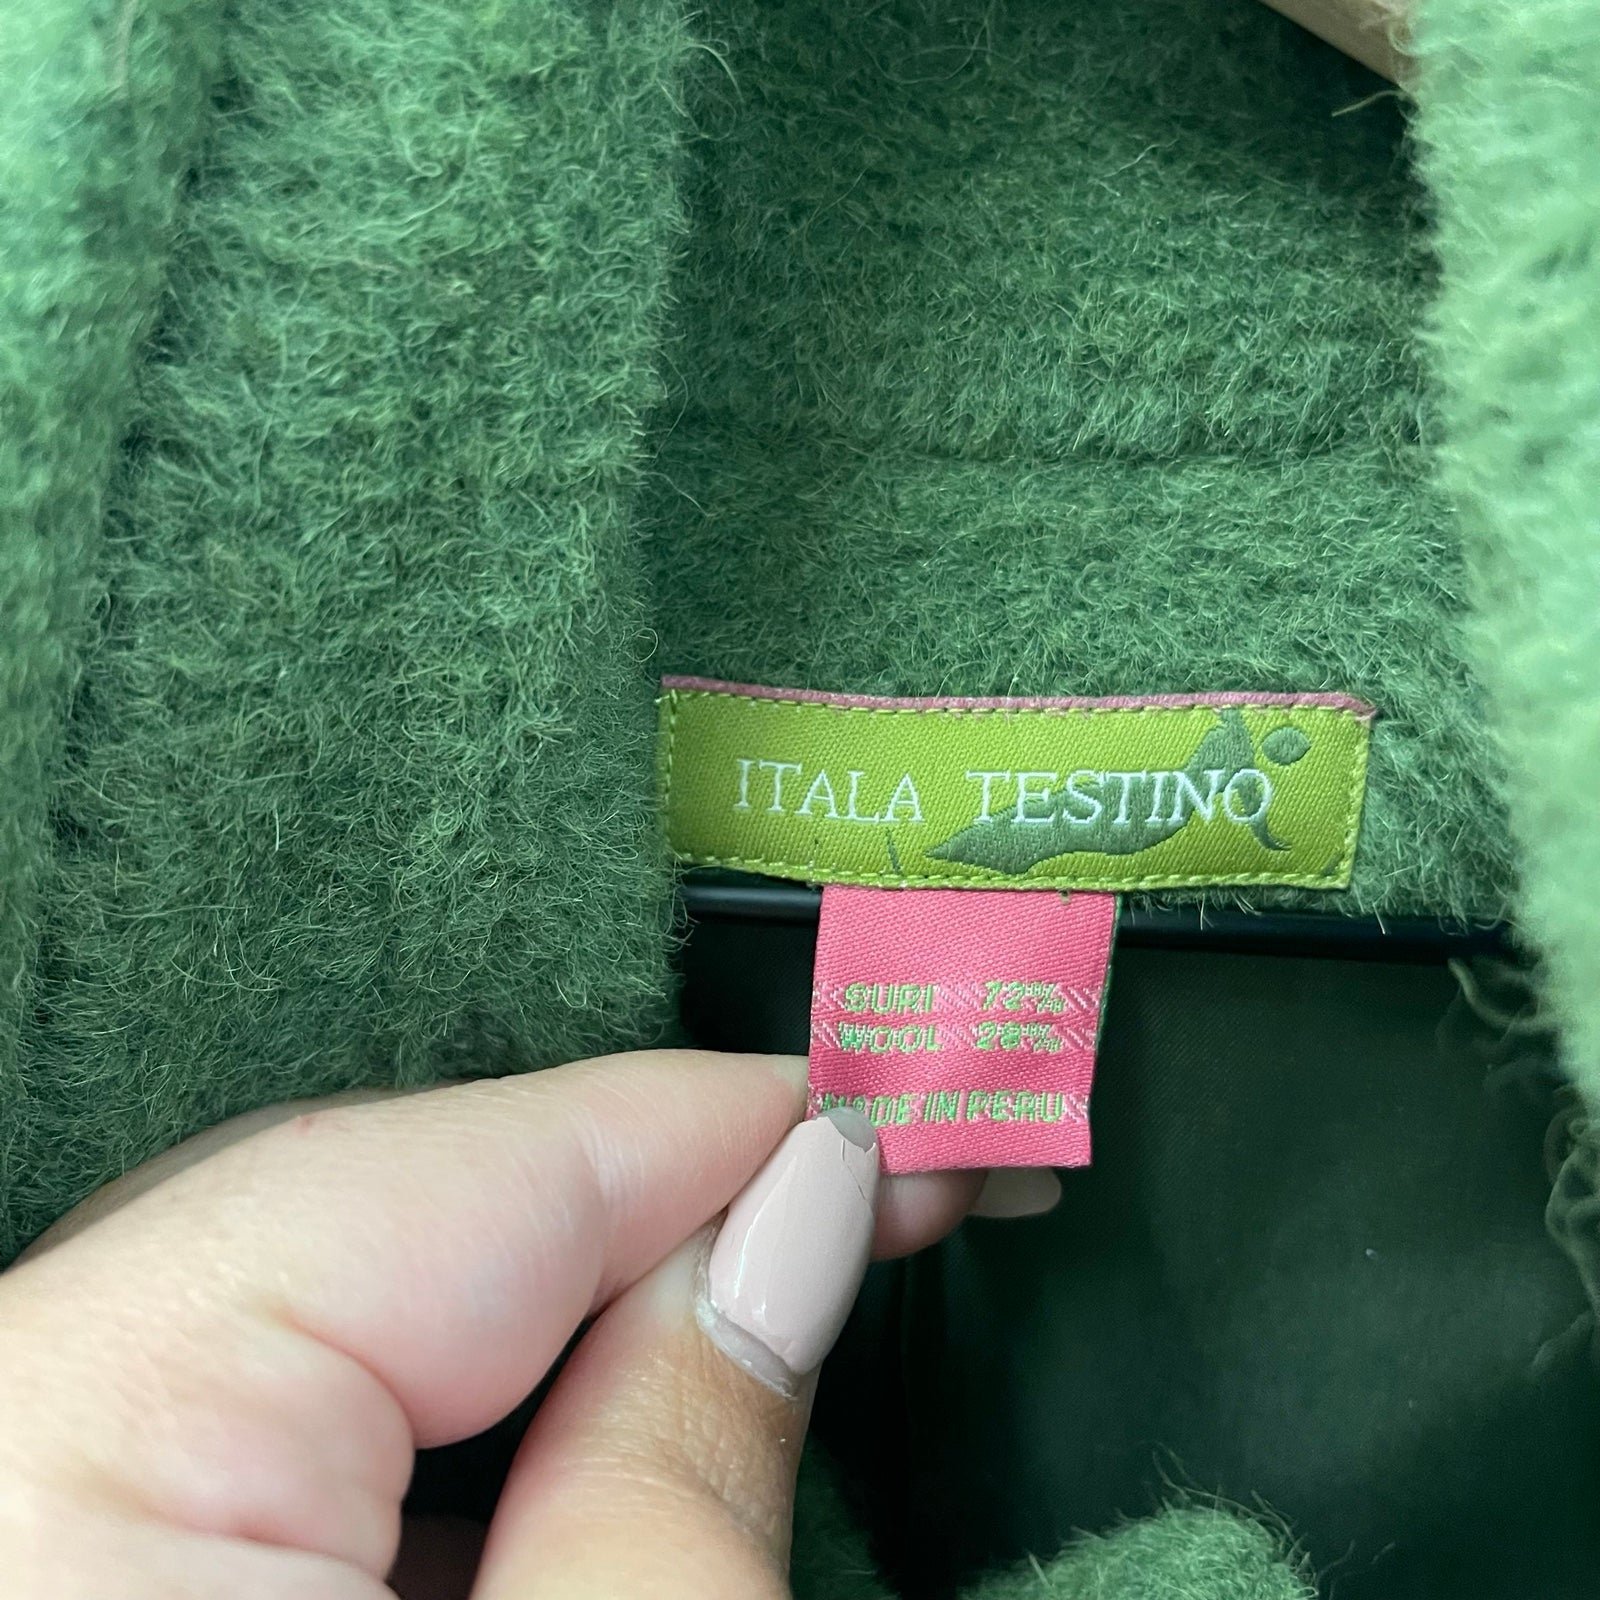 ITALA TESTINO
SURI 72%
WOOL 28%
MADE IN PERU